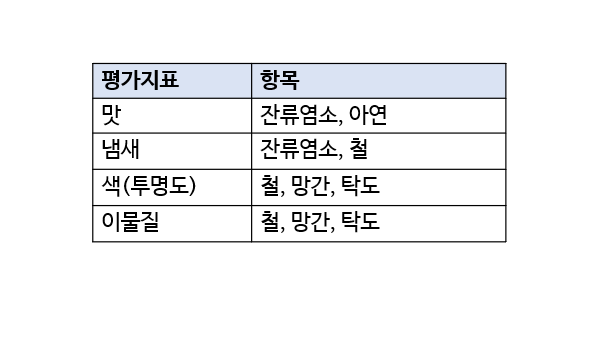 평가지표 항목
맛 잔류염소, 아연
냄새 잔류염소, 철
색(투명도) 철, 망간, 탁도
이물질 철, 망간, 탁도